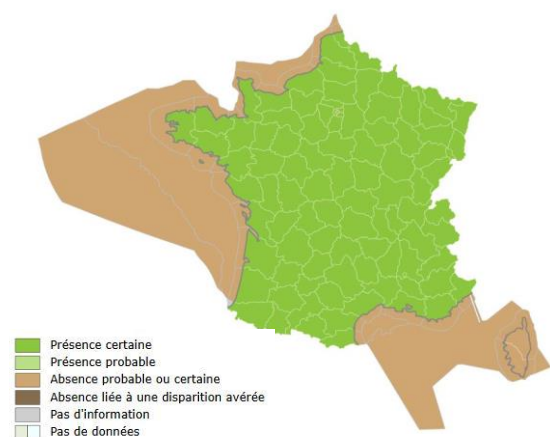 Présence certaine
Présence probable
Absence probable ou certaine
Absence liée à une disparition avérée
Pas d'information
Pas de données